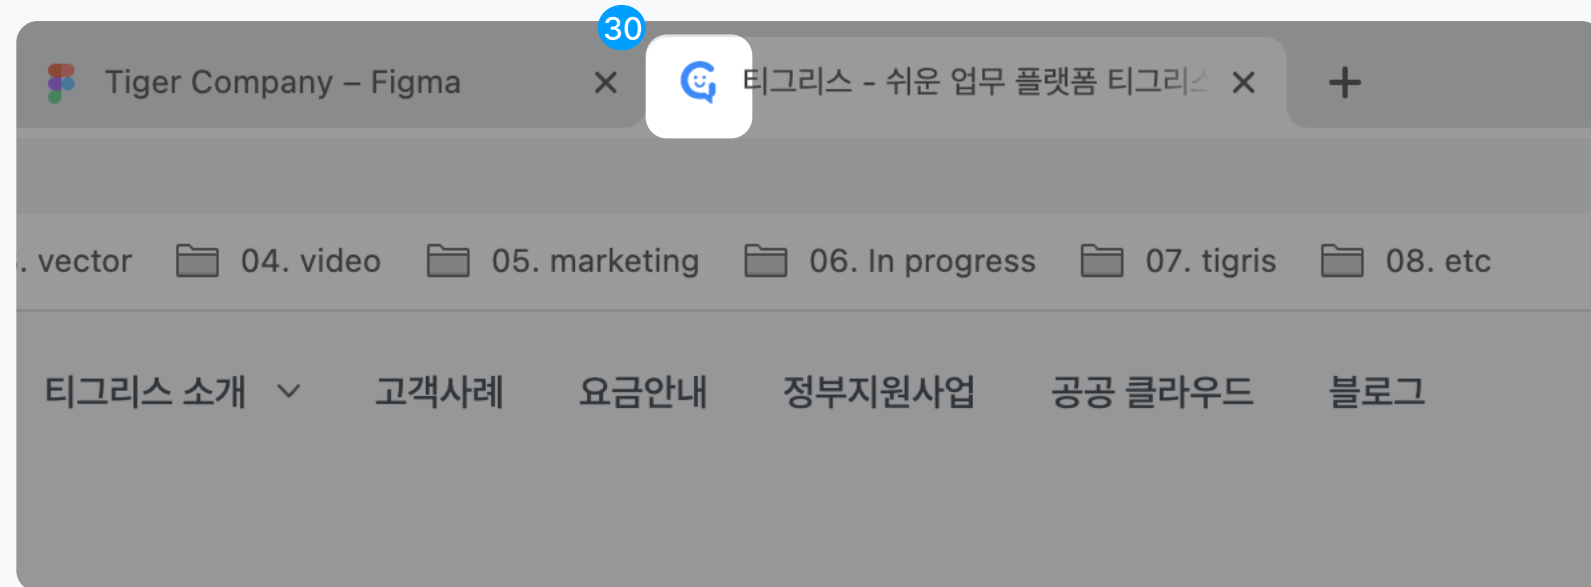 30
Tiger Company – Figma
티그리스 - 쉬운 업무 플랫폼 티그리스
. vector 04. video 05. marketing 06. In progress 07. tigris 08. etc
티그리스 소개 고객사례 요금안내 정부지원사업 공공 클라우드 블로그